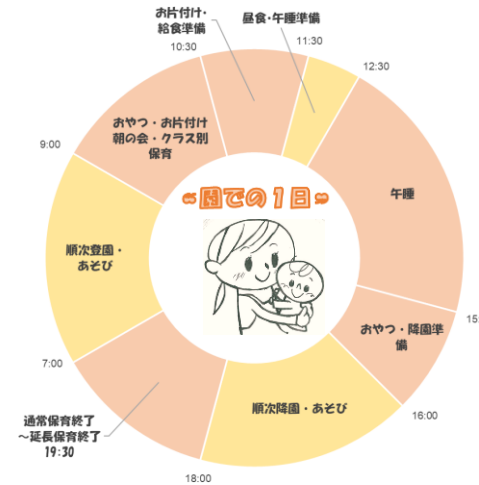 お片付け・
給食準備
昼食・午睡準備
10:30
11:30
12:30
おやつ・お片付け
朝の会・クラス別
保育
9:00
~園での1日~
午睡
順次登園・
あそび
15
おやつ・降園準
備
7:00
順次降園・あそび
16:00
通常保育終了
～延長保育終了
19:30
18:00